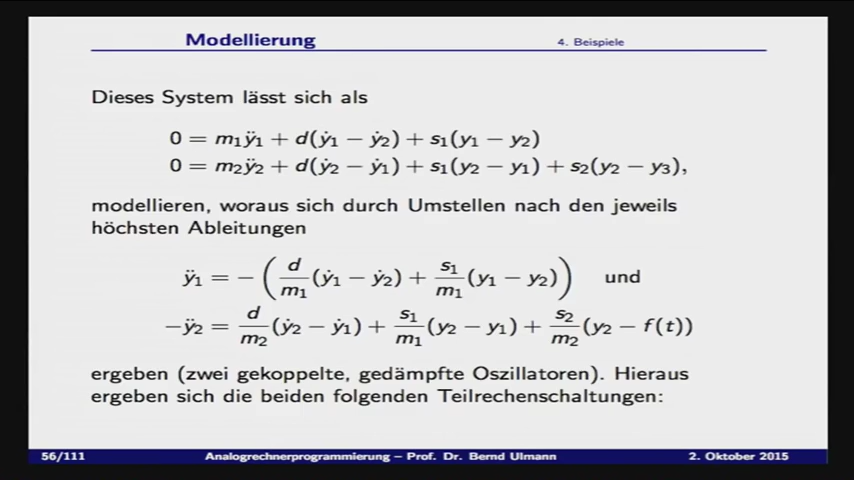 Modellierung 4. Beispiele
Dieses System lässt sich als
0 = m₁ÿ₁ + d(ẏ₁ − ẏ₂) + s₁(y₁ − y₂)
0 = m₂ÿ₂ + d(ẏ₂ − ẏ₁) + s₁(y₂ − y₁) + s₂(y₂ − y₃),
modellieren, woraus sich durch Umstellen nach den jeweils
höchsten Ableitungen
ÿ₁ = − (d/m₁ (ẏ₁ − ẏ₂) + s₁/m₁ (y₁ − y₂)) und
−ÿ₂ = d/m₂ (ẏ₂ − ẏ₁) + s₁/m₁ (y₂ − y₁) + s₂/m₂ (y₂ − f(t))
ergeben (zwei gekoppelte, gedämpfte Oszillatoren). Hieraus
ergeben sich die beiden folgenden Teilrechenschaltungen:
56/111 Analogrechnerprogrammierung – Prof. Dr. Bernd Ulmann 2. Oktober 2015